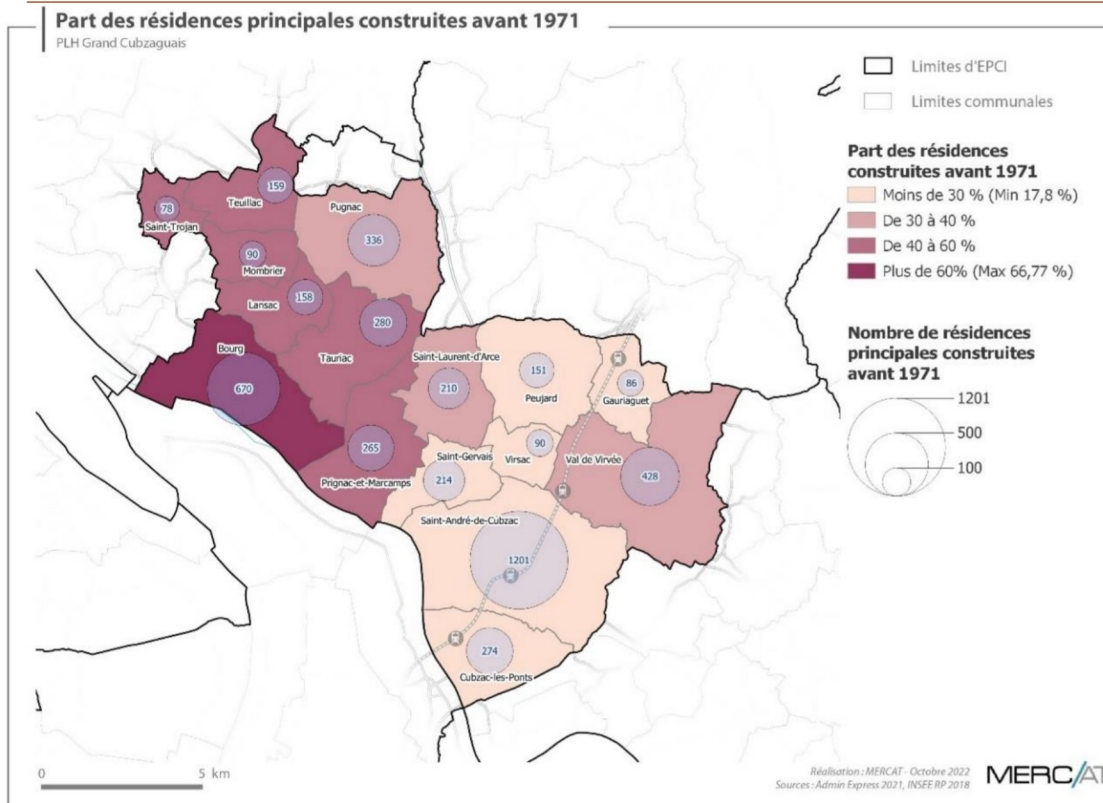 Part des résidences principales construites avant 1971
PLH Grand Cubzaguais
Limites d'EPCI
Limites communales
Part des résidences
construites avant 1971
Moins de 30 % (Min 17,8 %)
De 30 à 40 %
De 40 à 60 %
Plus de 60% (Max 66,77 %)
Nombre de résidences
principales construites
avant 1971
1201
500
100
159
Teuillac
78
Saint-Trojan
Pugnac
336
90
Mombrier
158
Lansac
280
Tauriac
Bourg
670
Saint-Laurent-d'Arce
210
151
Peujard
86
Gauriaguet
265
Prignac-et-Marcamps
Saint-Gervais
214
90
Virsac
Val de Virvée
428
Saint-André-de-Cubzac
1201
274
Cubzac-les-Ponts
0 5 km
Réalisation : MERCAT - Octobre 2022
Sources : Admin Express 2021, INSEE RP 2018
MERC/AT